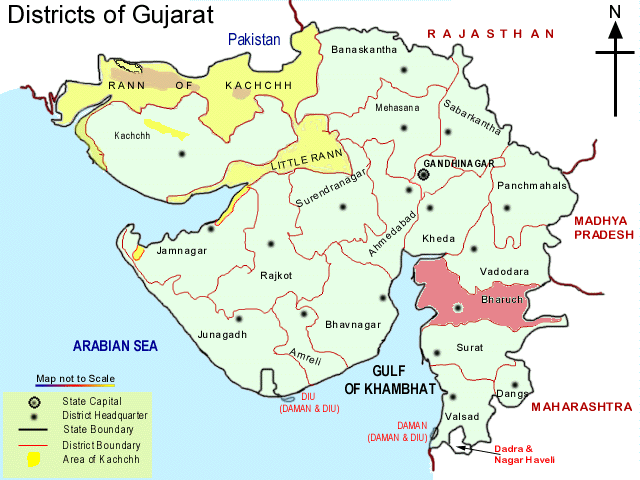 Districts of Gujarat
N
Pakistan
RAJASTHAN
Banaskantha
RANN OF KACHCHH
Mehasana
Sabarkantha
Kachchh
LITTLE RANN
GANDHINAGAR
Surendranagar
Panchmahals
Ahmedabad
MADHYA
PRADESH
Kheda
Jamnagar
Rajkot
Vadodara
Bharuch
Junagadh
Bhavnagar
ARABIAN SEA
Surat
Amreli
GULF
OF KHAMBHAT
Map not to Scale
Dangs
DIU
(DAMAN & DIU)
MAHARASHTRA
Valsad
DAMAN
(DAMAN & DIU)
Dadra &
Nagar Haveli
State Capital
District Headquarter
State Boundary
District Boundary
Area of Kachchh